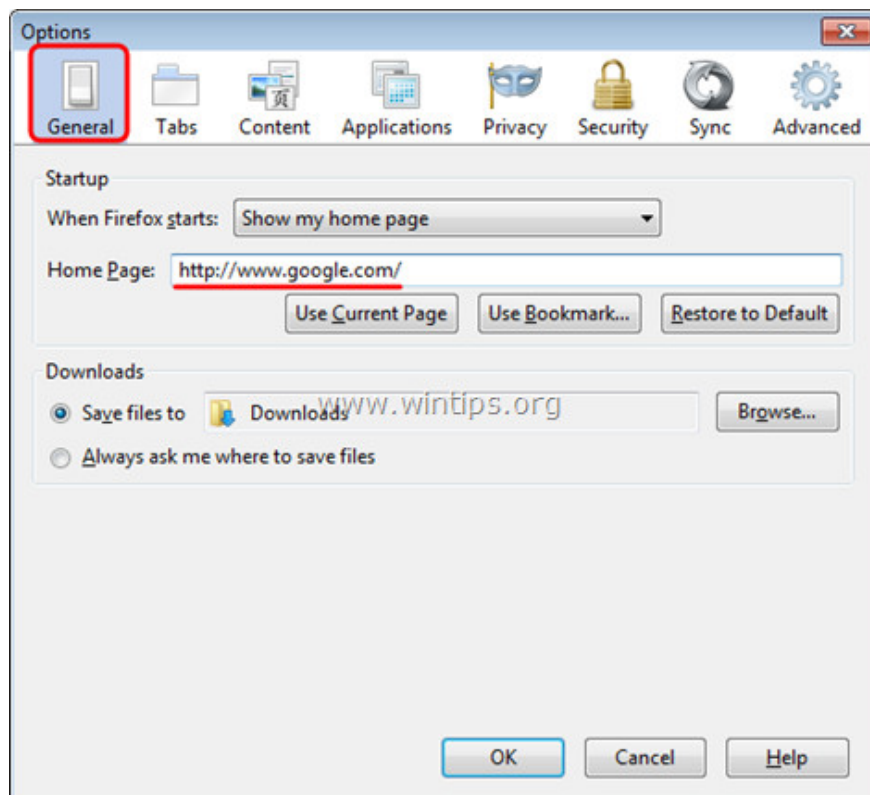 Options
General Tabs Content Applications Privacy Security Sync Advanced
Startup
When Firefox starts: Show my home page
Home Page: http://www.google.com/
Use Current Page Use Bookmark... Restore to Default
Downloads
Save files to Downloads Browse...
www.wintips.org
Always ask me where to save files
OK Cancel Help
页